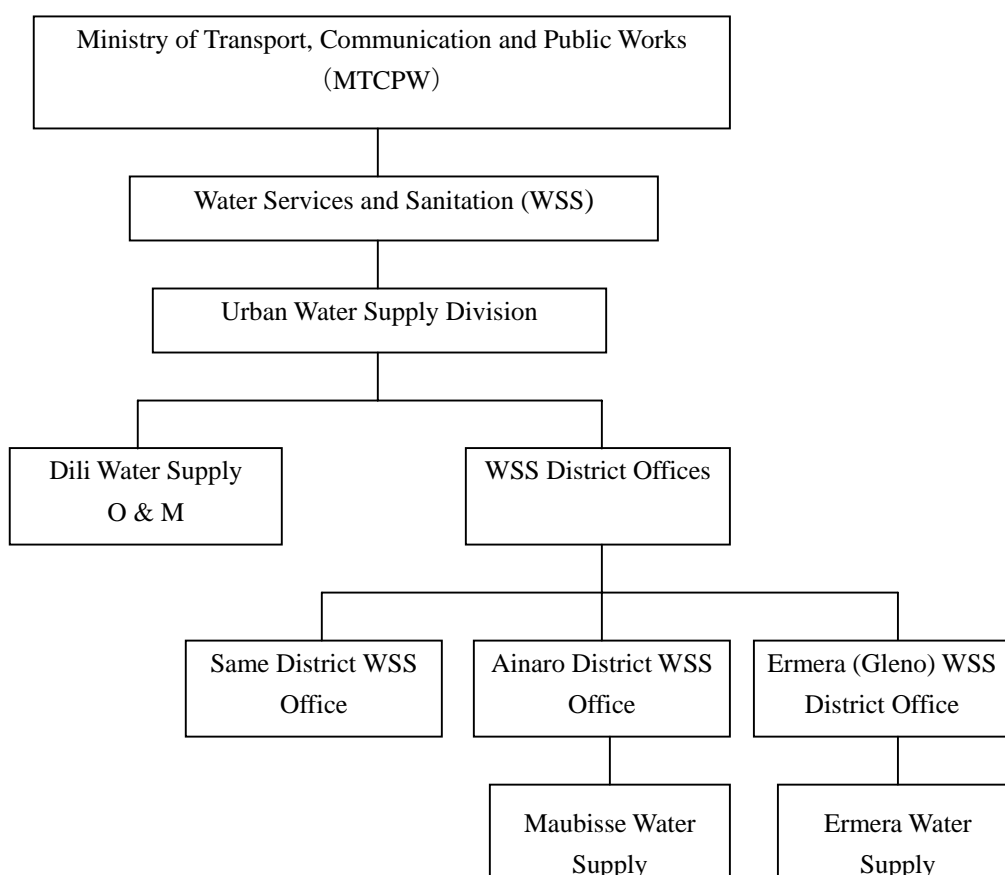 Ministry of Transport, Communication and Public Works
（MTCPW）
Water Services and Sanitation (WSS)
Urban Water Supply Division
Dili Water Supply
O & M
WSS District Offices
Same District WSS
Office
Ainaro District WSS
Office
Ermera (Gleno) WSS
District Office
Maubisse Water
Supply
Ermera Water
Supply